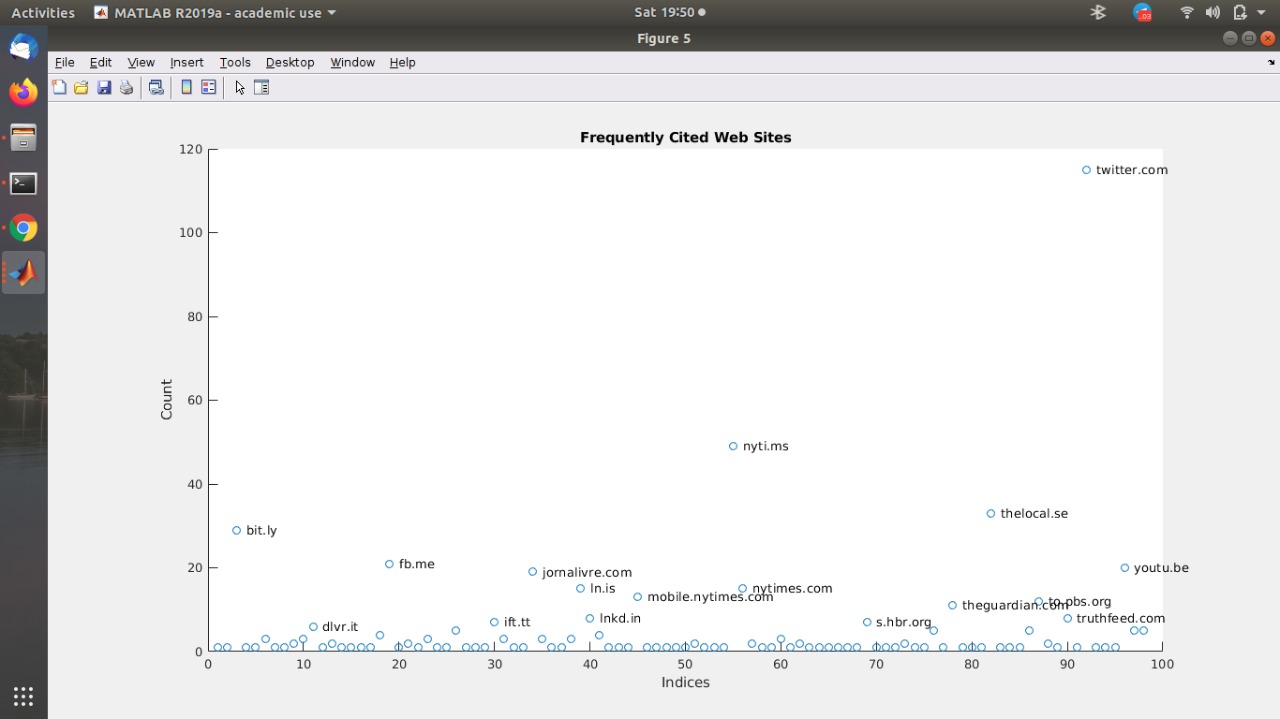 Activities MATLAB R2019a - academic use Sat 19:50
.03
Figure 5
File Edit View Insert Tools Desktop Window Help
Frequently Cited Web Sites
120
twitter.com
100
80
Count
60
nyti.ms
40
thelocal.se
bit.ly
fb.me
20
youtu.be
jornalivre.com
ln.is
nytimes.com
mobile.nytimes.com
to.pbs.org
theguardian.com
lnkd.in
truthfeed.com
ift.tt
s.hbr.org
dlvr.it
0
0 10 20 30 40 50 60 70 80 90 100
Indices